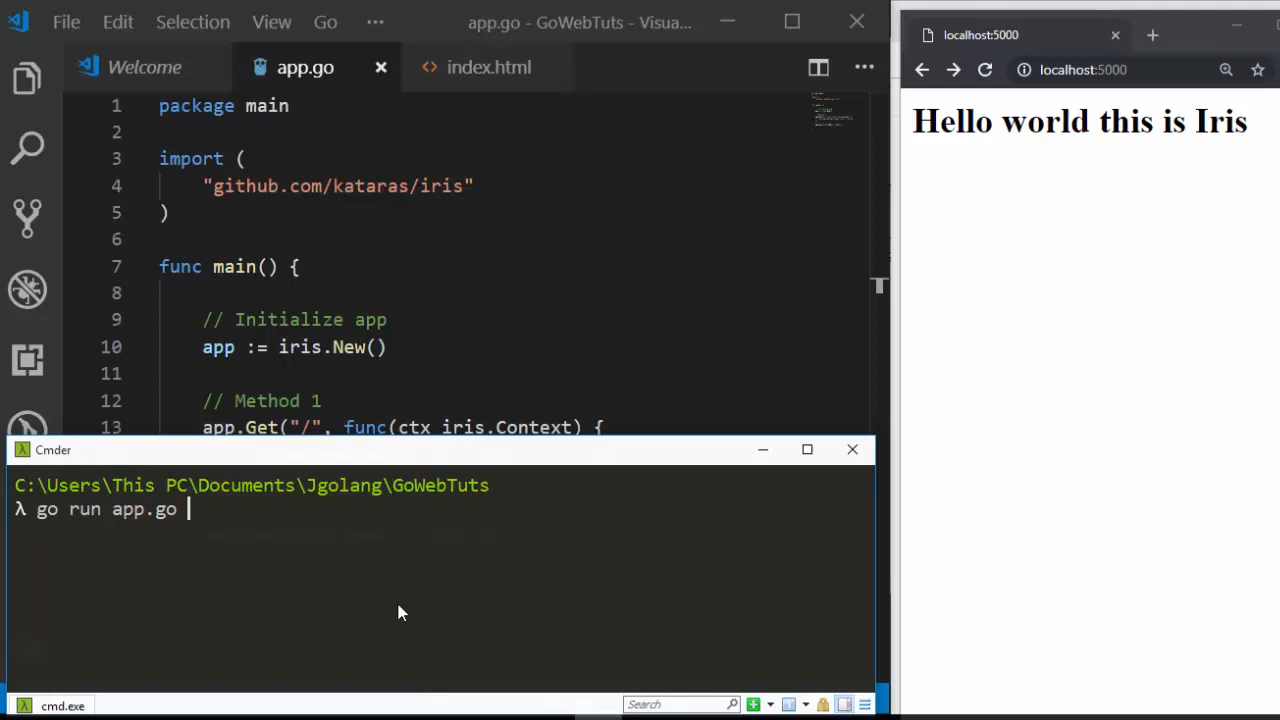 File Edit Selection View Go ··· app.go - GoWebTuts - Visua...
Welcome app.go index.html
1 package main
2
3 import (
4 "github.com/kataras/iris"
5 )
6
7 func main() {
8
9 // Initialize app
10 app := iris.New()
11
12 // Method 1
13 app.Get("/", func(ctx iris.Context) {
Cmder
C:\Users\This PC\Documents\Jgolang\GoWebTuts
λ go run app.go
cmd.exe Search
localhost:5000
localhost:5000
Hello world this is Iris